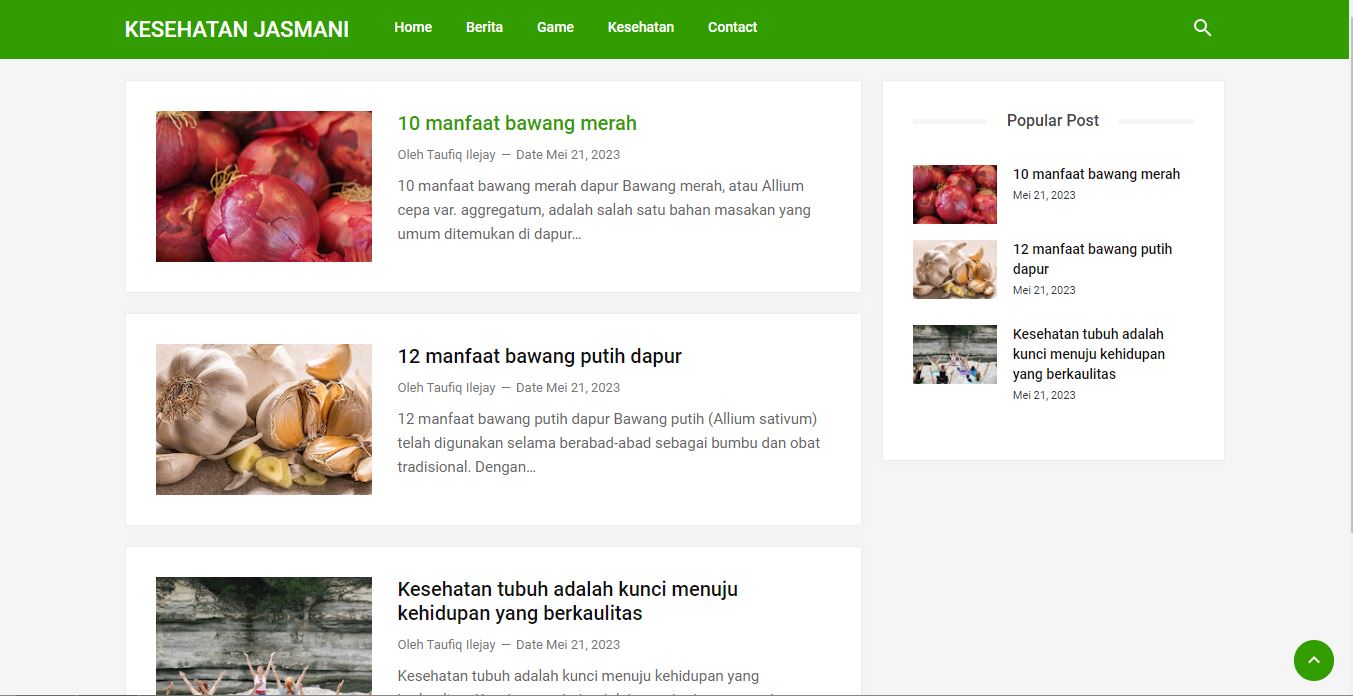 KESEHATAN JASMANI
Home
Berita
Game
Kesehatan
Contact
10 manfaat bawang merah
Oleh Taufiq Ilejay — Date Mei 21, 2023
10 manfaat bawang merah dapur Bawang merah, atau Allium
cepa var. aggregatum, adalah salah satu bahan masakan yang
umum ditemukan di dapur…
12 manfaat bawang putih dapur
Oleh Taufiq Ilejay — Date Mei 21, 2023
12 manfaat bawang putih dapur Bawang putih (Allium sativum)
telah digunakan selama berabad-abad sebagai bumbu dan obat
tradisional. Dengan…
Kesehatan tubuh adalah kunci menuju
kehidupan yang berkaulitas
Oleh Taufiq Ilejay — Date Mei 21, 2023
Kesehatan tubuh adalah kunci menuju kehidupan yang
Popular Post
10 manfaat bawang merah
Mei 21, 2023
12 manfaat bawang putih
dapur
Mei 21, 2023
Kesehatan tubuh adalah
kunci menuju kehidupan
yang berkaulitas
Mei 21, 2023